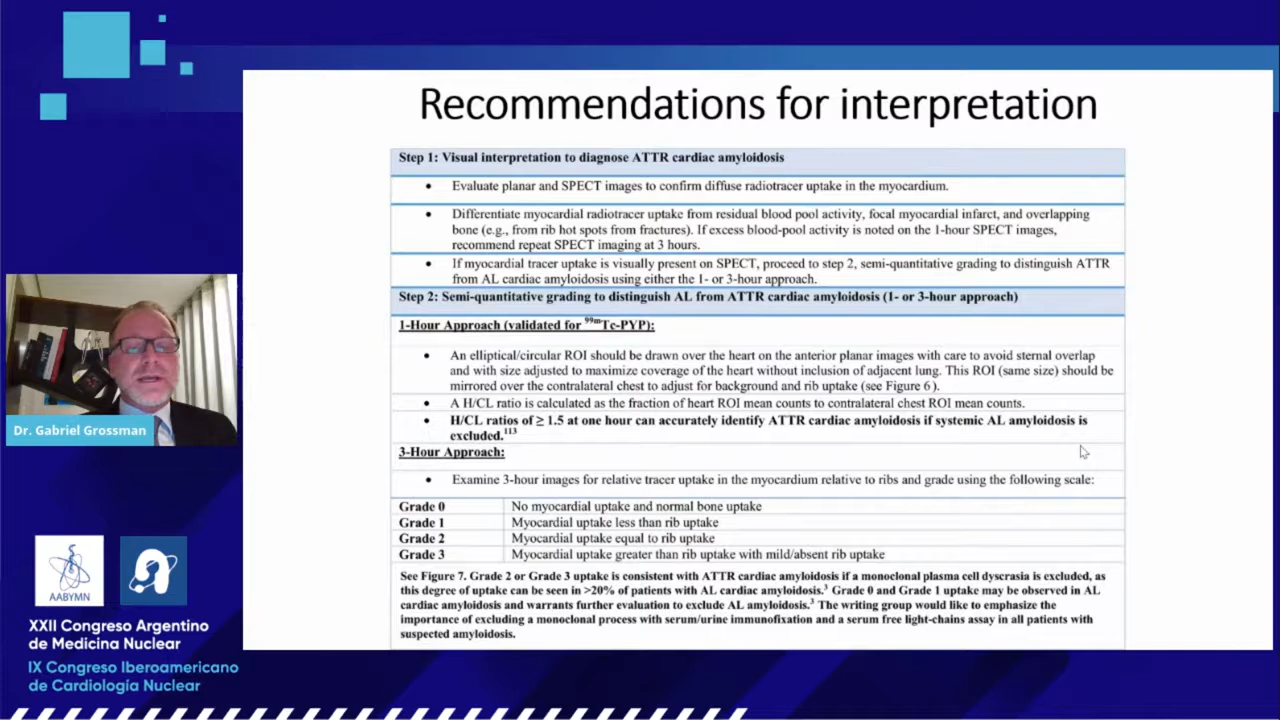 Recommendations for interpretation
Step 1: Visual interpretation to diagnose ATTR cardiac amyloidosis
• Evaluate planar and SPECT images to confirm diffuse radiotracer uptake in the myocardium.
• Differentiate myocardial radiotracer uptake from residual blood pool activity, focal myocardial infarct, and overlapping
bone (e.g., from rib hot spots from fractures). If excess blood-pool activity is noted on the 1-hour SPECT images,
recommend repeat SPECT imaging at 3 hours.
• If myocardial tracer uptake is visually present on SPECT, proceed to step 2, semi-quantitative grading to distinguish ATTR
from AL cardiac amyloidosis using either the 1- or 3-hour approach.
Step 2: Semi-quantitative grading to distinguish AL from ATTR cardiac amyloidosis (1- or 3-hour approach)
1-Hour Approach (validated for 99mTc-PYP):
• An elliptical/circular ROI should be drawn over the heart on the anterior planar images with care to avoid sternal overlap
and with size adjusted to maximize coverage of the heart without inclusion of adjacent lung. This ROI (same size) should be
mirrored over the contralateral chest to adjust for background and rib uptake (see Figure 6).
• A H/CL ratio is calculated as the fraction of heart ROI mean counts to contralateral chest ROI mean counts.
• H/CL ratios of ≥ 1.5 at one hour can accurately identify ATTR cardiac amyloidosis if systemic AL amyloidosis is
excluded.113
3-Hour Approach:
• Examine 3-hour images for relative tracer uptake in the myocardium relative to ribs and grade using the following scale:
Grade 0 No myocardial uptake and normal bone uptake
Grade 1 Myocardial uptake less than rib uptake
Grade 2 Myocardial uptake equal to rib uptake
Grade 3 Myocardial uptake greater than rib uptake with mild/absent rib uptake
See Figure 7. Grade 2 or Grade 3 uptake is consistent with ATTR cardiac amyloidosis if a monoclonal plasma cell dyscrasia is excluded, as
this degree of uptake can be seen in >20% of patients with AL cardiac amyloidosis.3 Grade 0 and Grade 1 uptake may be observed in AL
cardiac amyloidosis and warrants further evaluation to exclude AL amyloidosis.3 The writing group would like to emphasize the
importance of excluding a monoclonal process with serum/urine immunofixation and a serum free light-chains assay in all patients with
suspected amyloidosis.
Dr. Gabriel Grossman
AABYMN
XXII Congreso Argentino
de Medicina Nuclear
IX Congreso Iberoamericano
de Cardiología Nuclear